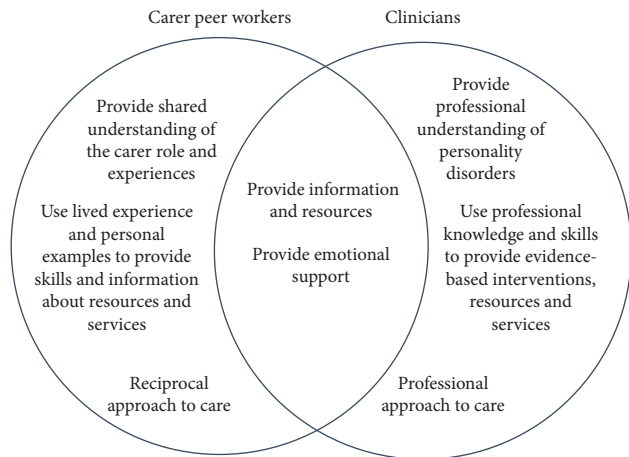 Carer peer workers
Clinicians
Provide shared
understanding of
the carer role and
experiences
Use lived experience
and personal
examples to provide
skills and information
about resources and
services
Reciprocal
approach to care
Provide information
and resources
Provide emotional
support
Provide
professional
understanding of
personality
disorders
Use professional
knowledge and skills
to provide evidence-
based interventions,
resources and
services
Professional
approach to care